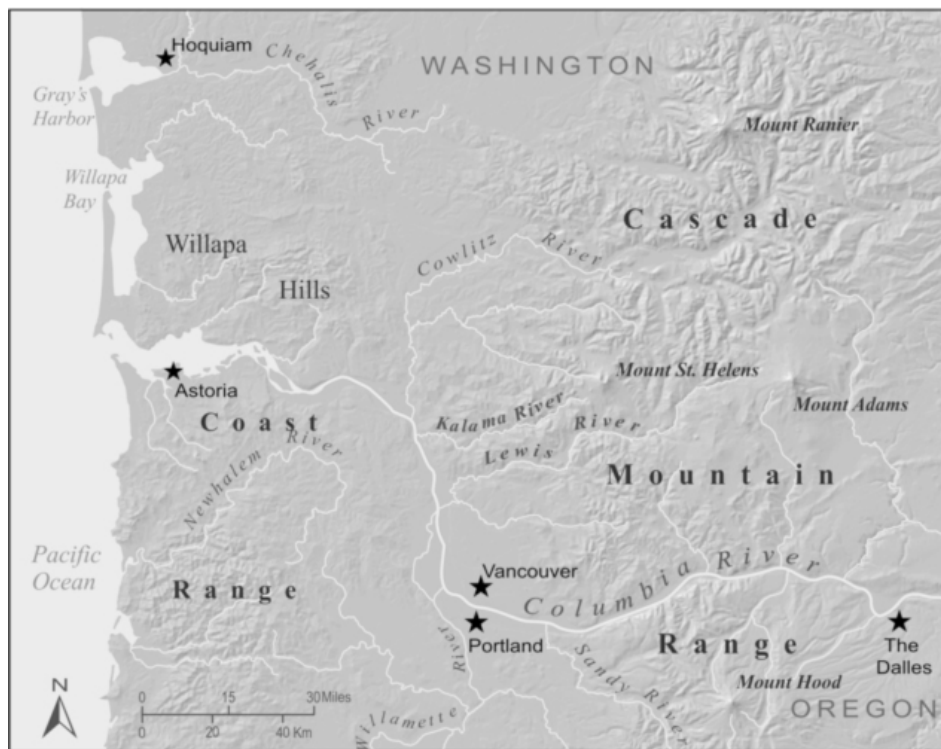 Hoquiam
Chehalis River
WASHINGTON
Gray's
Harbor
Mount Ranier
Willapa
Bay
Cascade
Willapa
Hills
Cowlitz River
Mount St. Helens
Astoria
Mount Adams
Coast
Kalama River
Newhalem River
Lewis River
Mountain
Pacific
Ocean
Range
Vancouver
Columbia River
Portland
Range
The
Dalles
Sandy River
Mount Hood
Willamette River
OREGON
N
0 15 30 Miles
0 20 40 Km